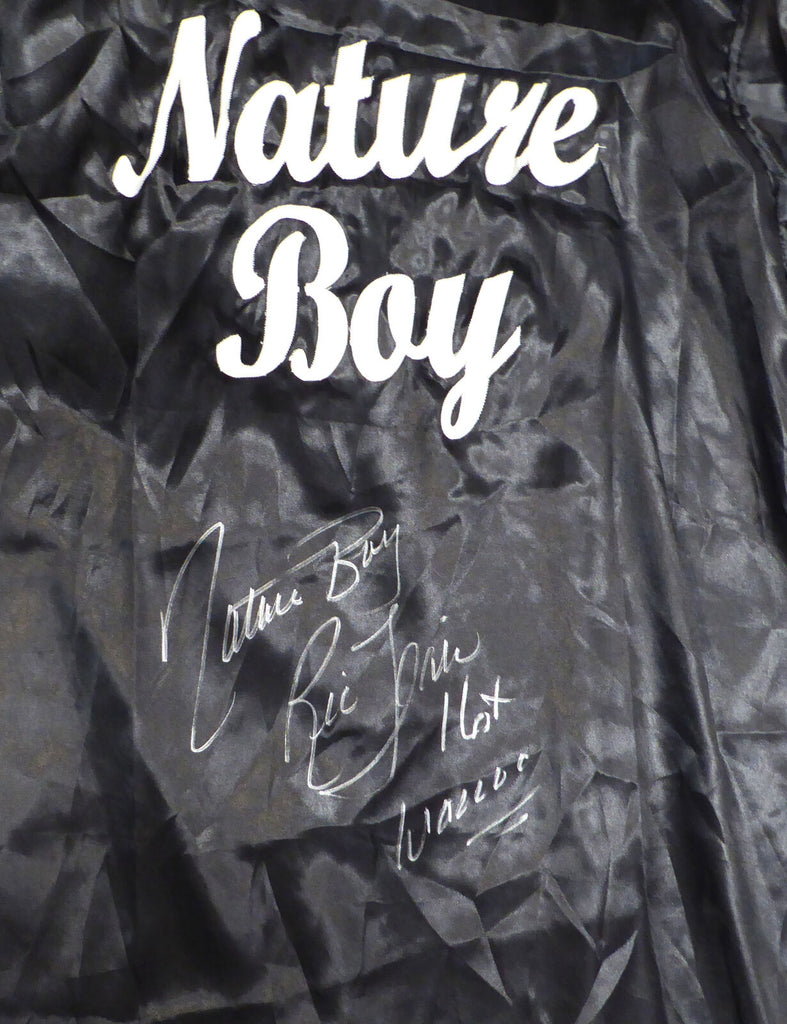 Nature
Boy
Nature Boy
Ric Flair
16x